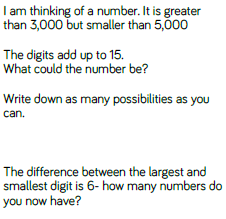 I am thinking of a number. It is greater
than 3,000 but smaller than 5,000
The digits add up to 15.
What could the number be?
Write down as many possibilities as you
can.
The difference between the largest and
smallest digit is 6- how many numbers do
you now have?